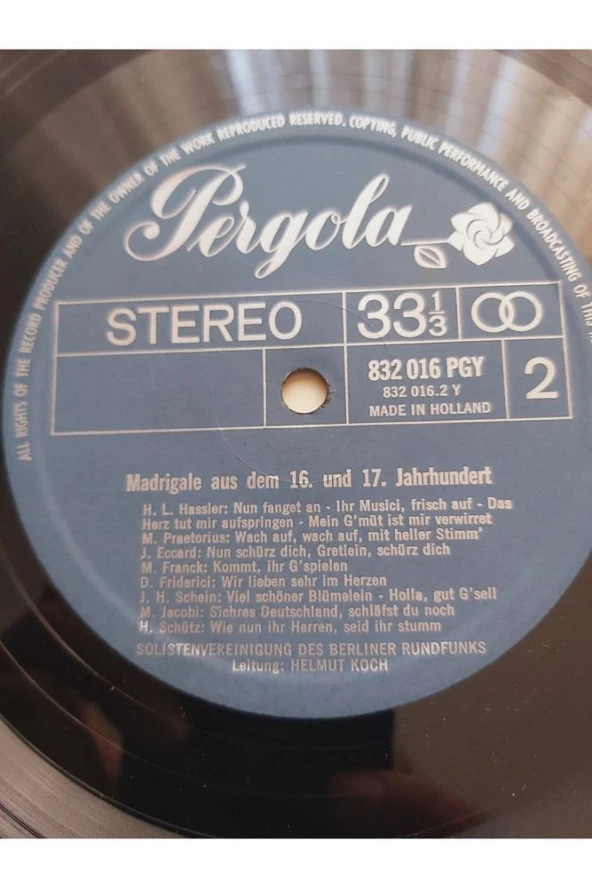 ALL RIGHTS OF THE RECORD PRODUCER AND OF THE OWNER OF THE WORK REPRODUCED RESERVED. COPYING, PUBLIC PERFORMANCE AND BROADCASTING OF THIS
Pergola
STEREO 33 1/3
832 016 PGY 2
832 016.2 Y
MADE IN HOLLAND
Madrigale aus dem 16. und 17. Jahrhundert
H. L. Hassler: Nun fanget an - Ihr Musici, frisch auf - Das
Herz tut mir aufspringen - Mein G'müt ist mir verwirret
M. Praetorius: Wach auf, wach auf, mit heller Stimm'
J. Eccard: Nun schürz dich, Gretlein, schürz dich
M. Franck: Kommt, ihr G'spielen
D. Friderici: Wir lieben sehr im Herzen
J. H. Schein: Viel schöner Blümelein - Holla, gut G'sell
M. Jacobi: Sichres Deutschland, schläfst du noch
H. Schütz: Wie nun ihr Herren, seid ihr stumm
SOLISTENVEREINIGUNG DES BERLINER RUNDFUNKS
Leitung: HELMUT KOCH